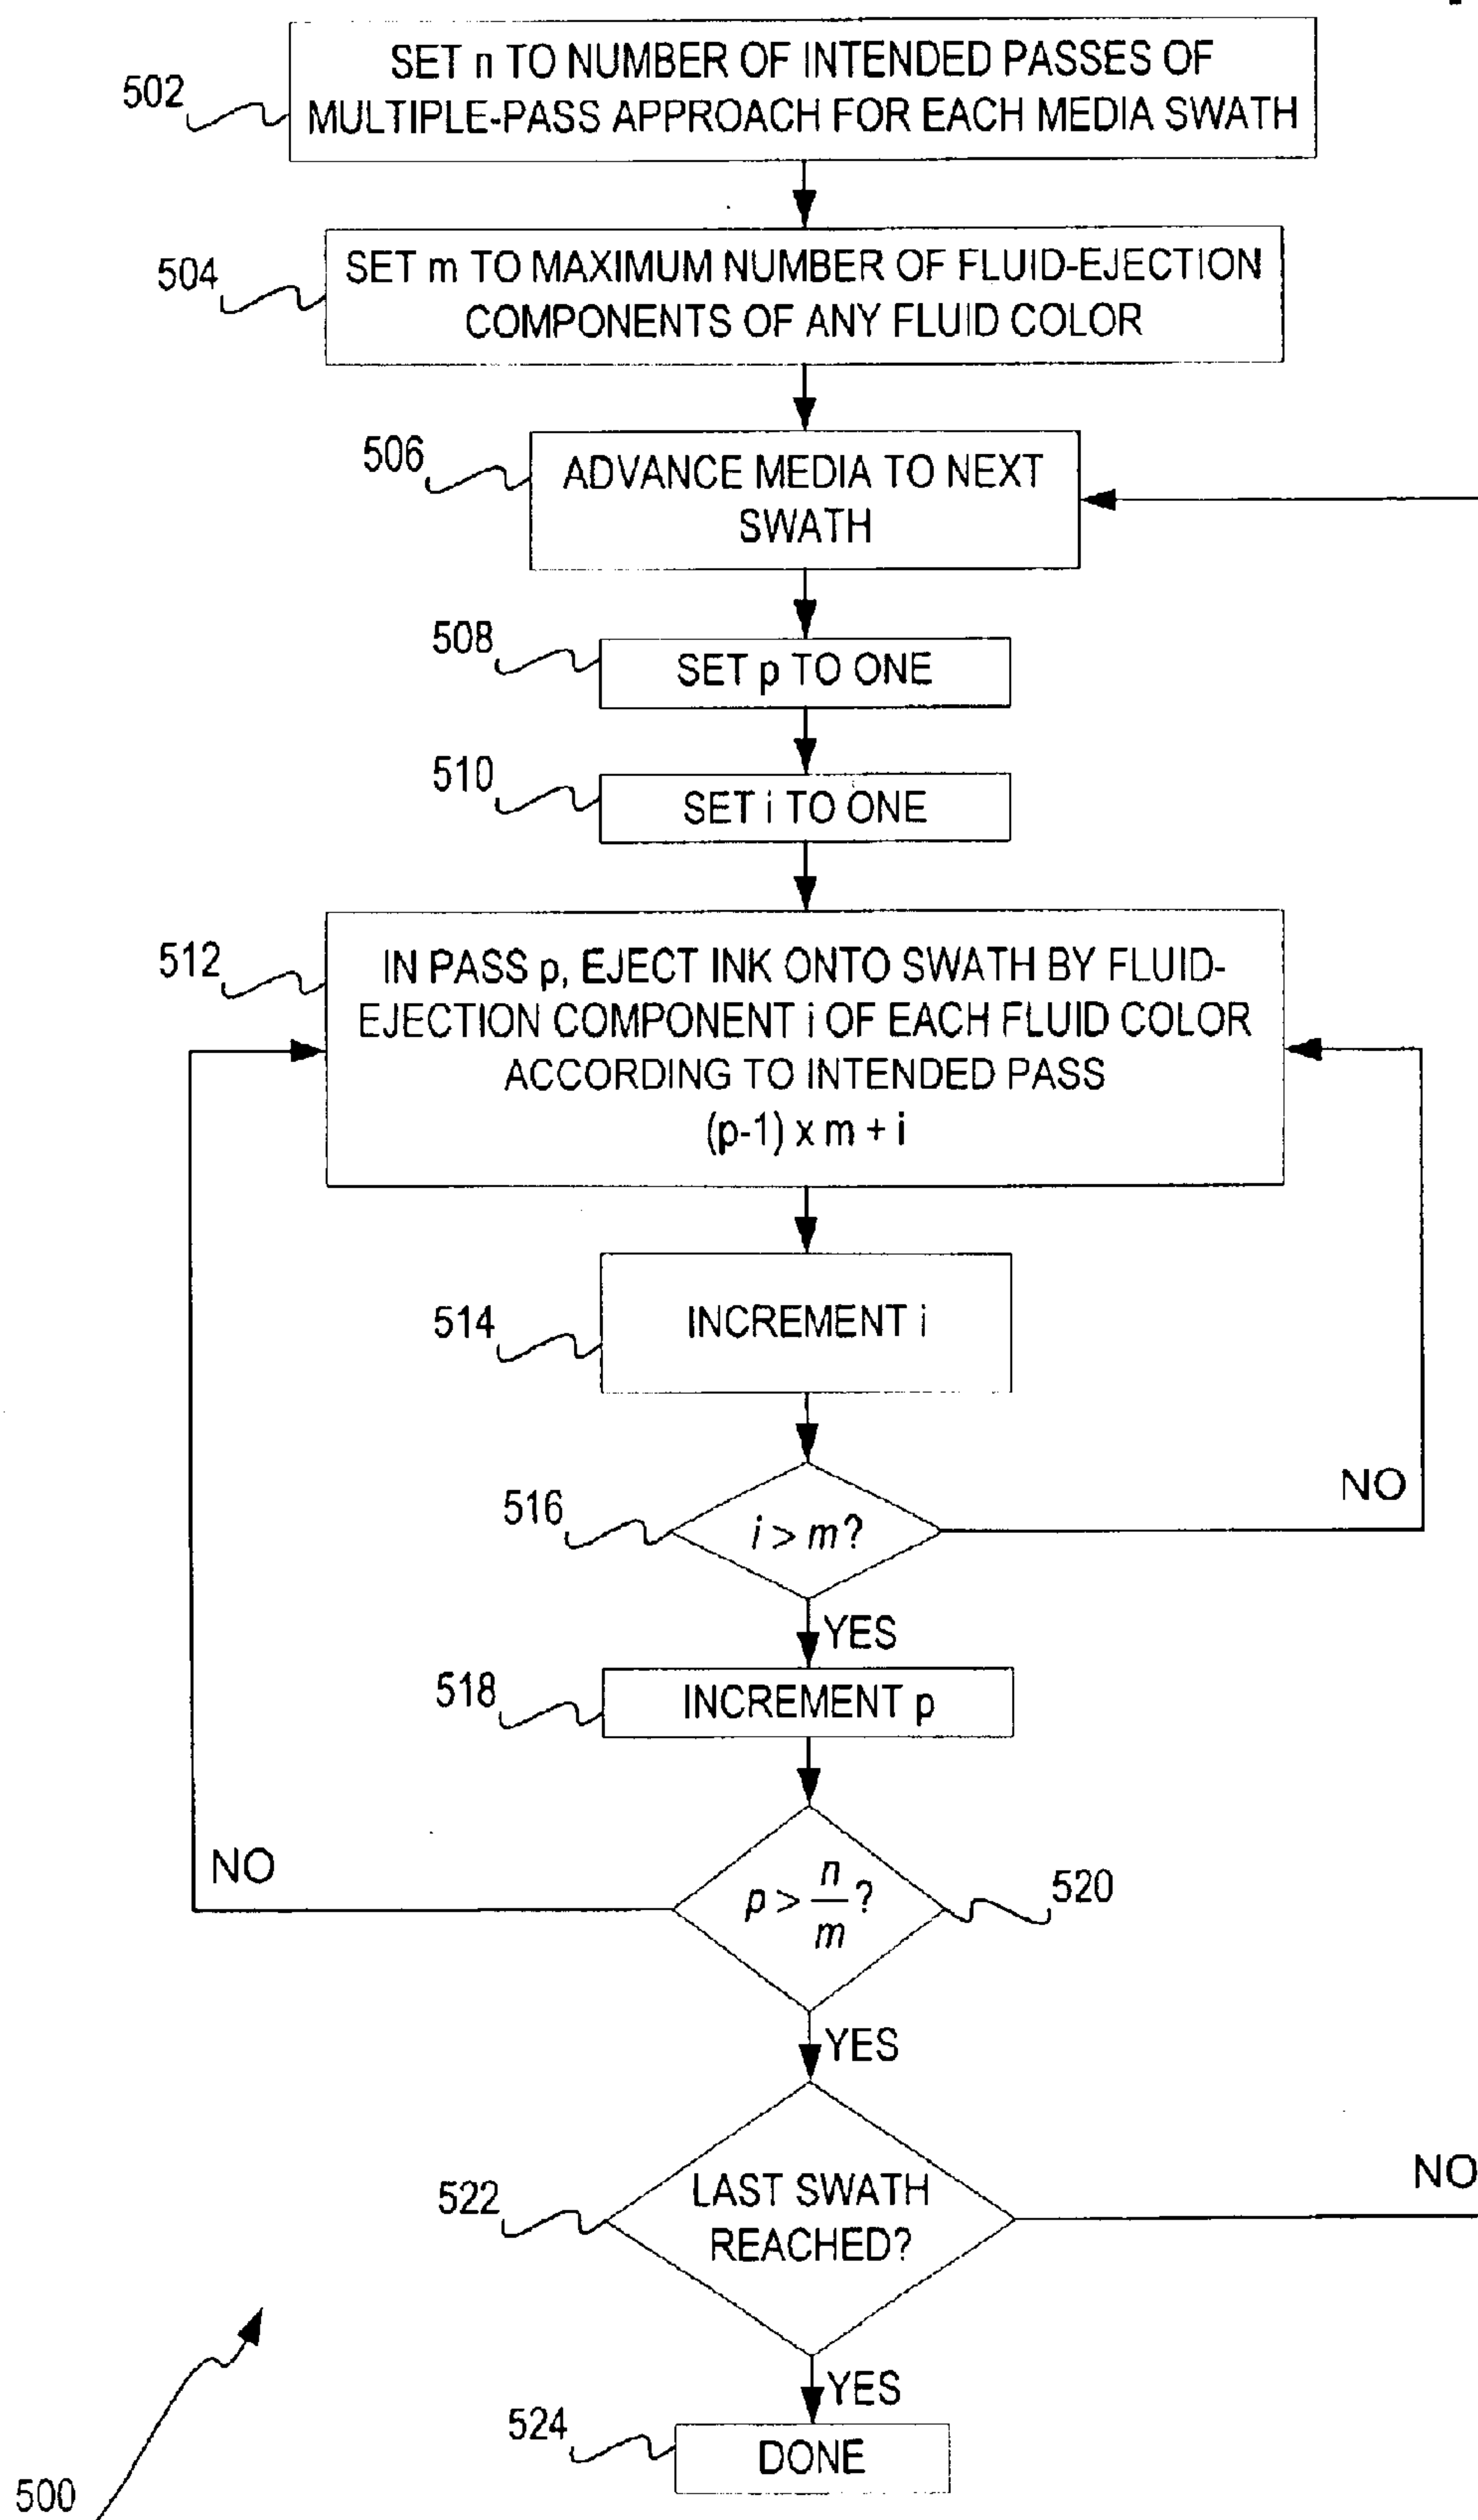 502
SET n TO NUMBER OF INTENDED PASSES OF
MULTIPLE-PASS APPROACH FOR EACH MEDIA SWATH
504
SET m TO MAXIMUM NUMBER OF FLUID-EJECTION
COMPONENTS OF ANY FLUID COLOR
506
ADVANCE MEDIA TO NEXT
SWATH
508
SET p TO ONE
510
SET i TO ONE
512
IN PASS p, EJECT INK ONTO SWATH BY FLUID-
EJECTION COMPONENT i OF EACH FLUID COLOR
ACCORDING TO INTENDED PASS
(p-1) x m + i
514
INCREMENT i
516
i > m?
NO
YES
518
INCREMENT p
NO
p > n/m?
520
YES
522
LAST SWATH
REACHED?
NO
YES
524
DONE
500